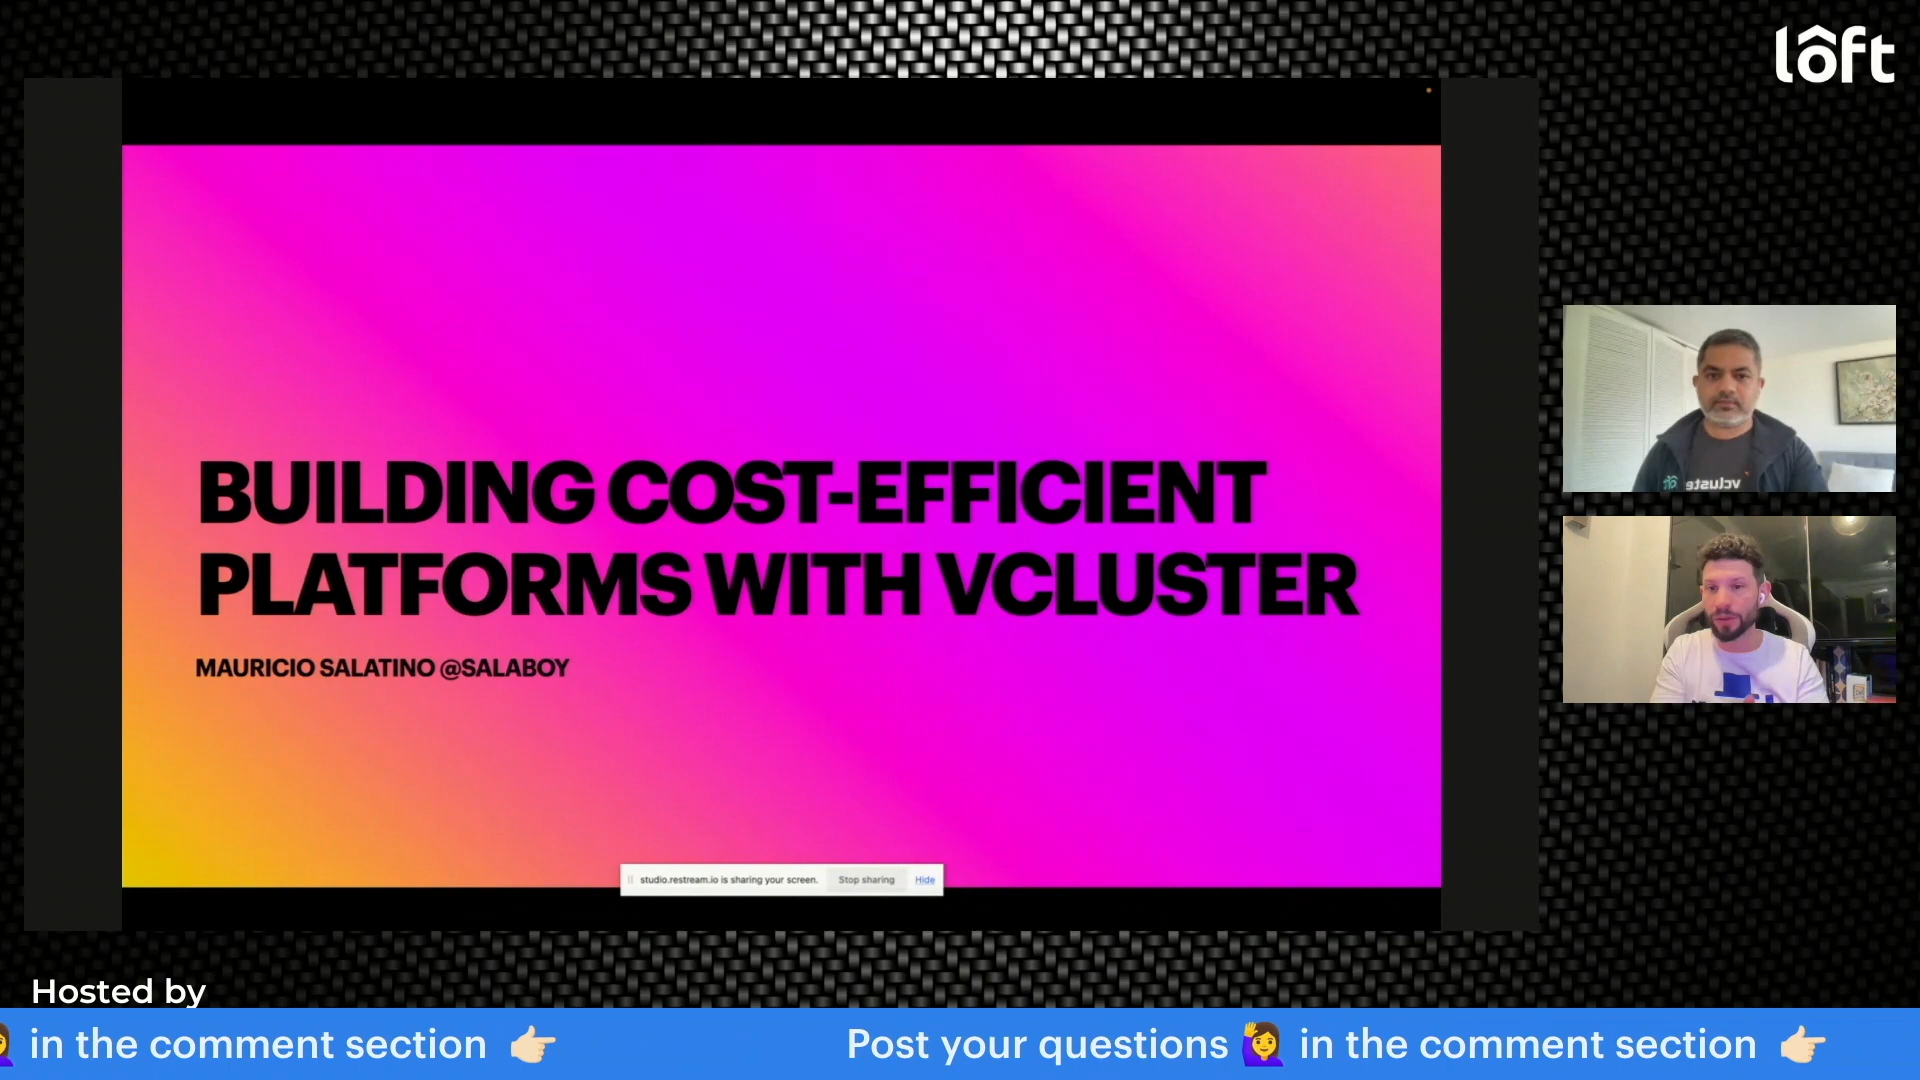 lôft
BUILDING COST-EFFICIENT
PLATFORMS WITH VCLUSTER
MAURICIO SALATINO @SALABOY
studio.restream.io is sharing your screen. Stop sharing Hide
Hosted by
in the comment section 👉🏻 Post your questions 🙋‍♀️ in the comment section 👉🏻